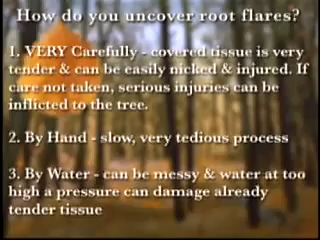 How do you uncover root flares?
1. VERY Carefully - covered tissue is very
tender & can be easily nicked & injured. If
care not taken, serious injuries can be
inflicted to the tree.
2. By Hand - slow, very tedious process
3. By Water - can be messy & water at too
high a pressure can damage already
tender tissue